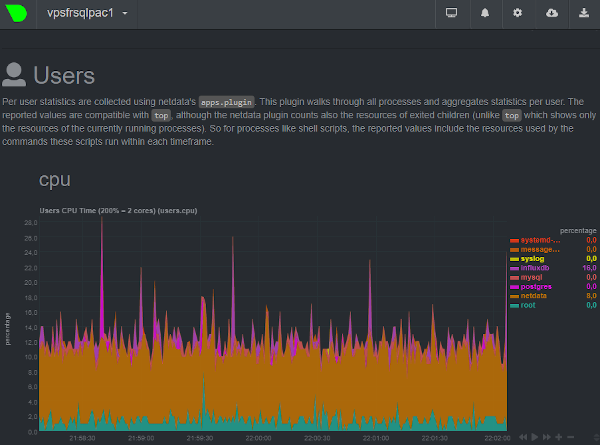 vpsfrsqlpac1
Users
Per user statistics are collected using netdata's apps.plugin. This plugin walks through all processes and aggregates statistics per user. The
reported values are compatible with top, although the netdata plugin counts also the resources of exited children (unlike top which shows only
the resources of the currently running processes). So for processes like shell scripts, the reported values include the resources used by the
commands these scripts run within each timeframe.
cpu
Users CPU Time (200% = 2 cores) (users.cpu)
percentage
systemd-... 0,0
message... 0,0
syslog 0,0
influxdb 16,0
mysql 0,0
postgres 0,0
netdata 8,0
root 0,0
percentage
28,0
26,0
24,0
22,0
20,0
18,0
16,0
14,0
12,0
10,0
8,0
6,0
4,0
2,0
0,0
21:58:30 21:59:00 21:59:30 22:00:00 22:00:30 22:01:00 22:01:30 22:02:00